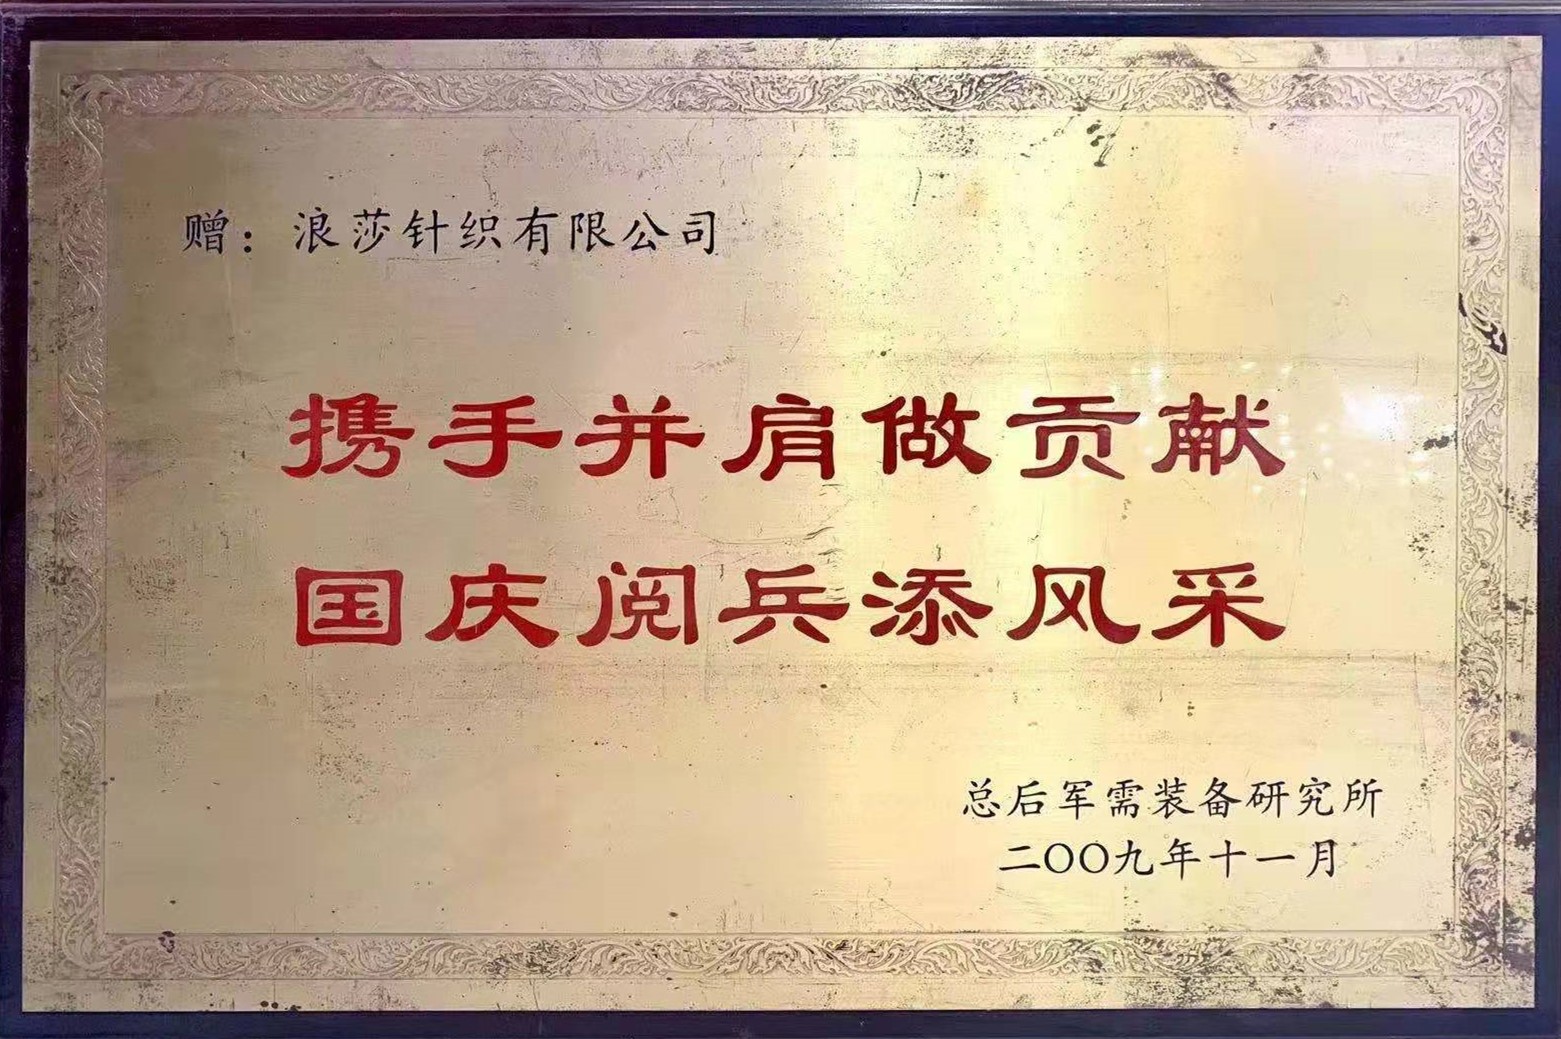 赠：浪莎针织有限公司
携手并肩做贡献
国庆阅兵添风采
总后军需装备研究所
二〇〇九年十一月